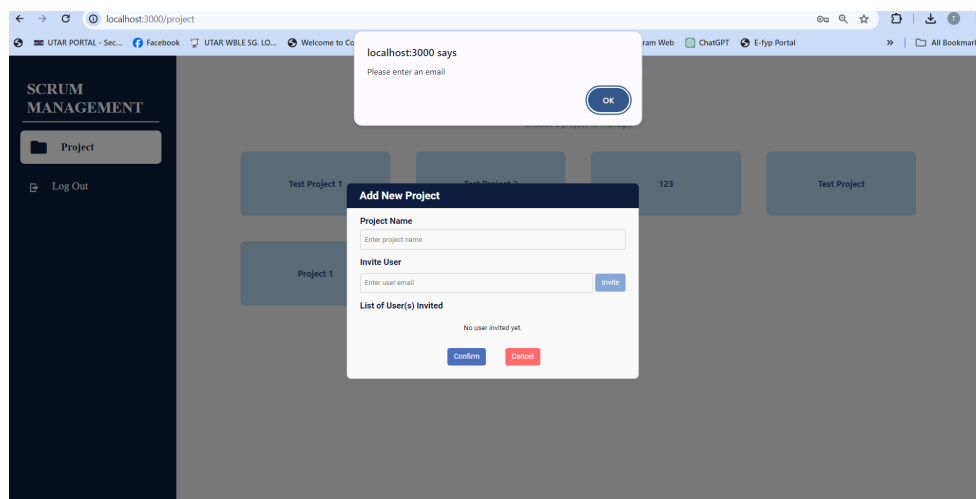 localhost:3000/project
UTAR PORTAL - Sec... Facebook UTAR WBLE SG. LO... Welcome to Co ram Web ChatGPT E-fyp Portal » All Bookmar
localhost:3000 says
Please enter an email
OK
SCRUM
MANAGEMENT
Project
Log Out
Test Project 1
123
Test Project
Project 1
Add New Project
Project Name
Enter project name
Invite User
Enter user email
Invite
List of User(s) Invited
No user invited yet.
Confirm
Cancel